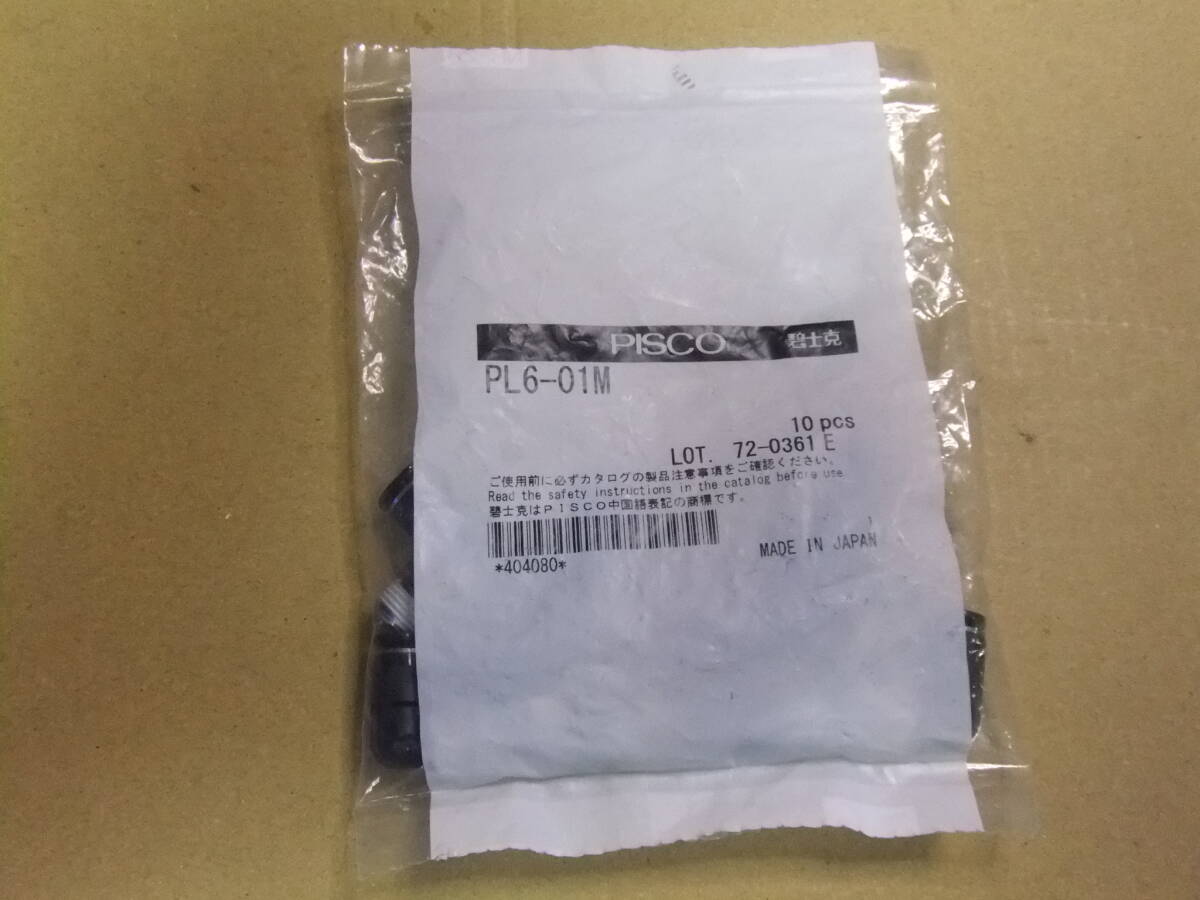 PISCO 碧士克
PL6-01M
10 pcs
LOT. 72-0361 E
ご使用前に必ずカタログの製品注意事項をご確認ください。
Read the safety instructions in the catalog before use
碧士克はPISCO中国語表記の商標です。
MADE IN JAPAN
*404080*